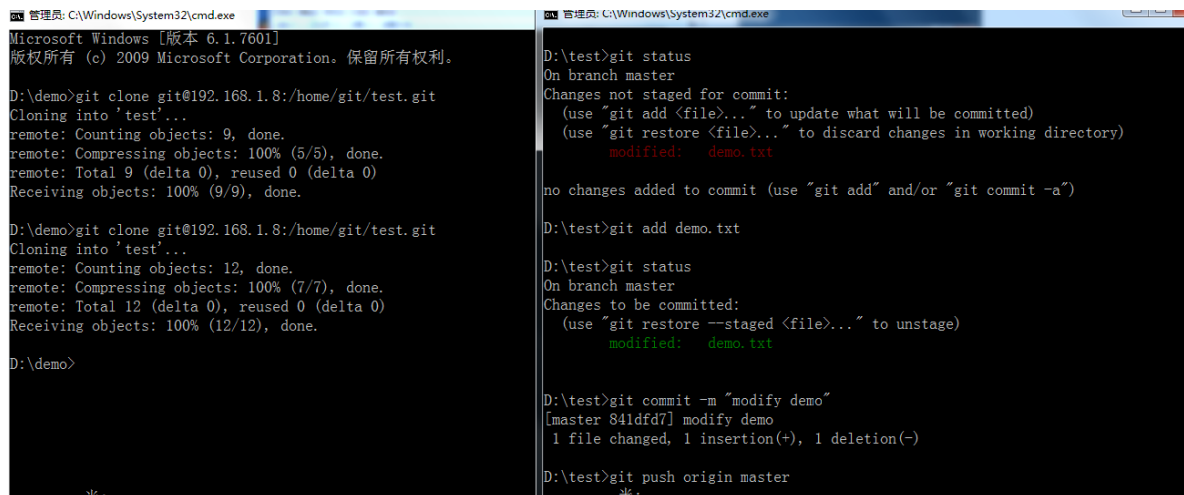 管理员: C:\Windows\System32\cmd.exe
Microsoft Windows [版本 6.1.7601]
版权所有 (c) 2009 Microsoft Corporation。保留所有权利。
D:\demo>git clone git@192.168.1.8:/home/git/test.git
Cloning into 'test'...
remote: Counting objects: 9, done.
remote: Compressing objects: 100% (5/5), done.
remote: Total 9 (delta 0), reused 0 (delta 0)
Receiving objects: 100% (9/9), done.
D:\demo>git clone git@192.168.1.8:/home/git/test.git
Cloning into 'test'...
remote: Counting objects: 12, done.
remote: Compressing objects: 100% (7/7), done.
remote: Total 12 (delta 0), reused 0 (delta 0)
Receiving objects: 100% (12/12), done.
D:\demo>
管理员: C:\Windows\System32\cmd.exe
D:\test>git status
On branch master
Changes not staged for commit:
  (use "git add <file>..." to update what will be committed)
  (use "git restore <file>..." to discard changes in working directory)
        modified:   demo.txt
no changes added to commit (use "git add" and/or "git commit -a")
D:\test>git add demo.txt
D:\test>git status
On branch master
Changes to be committed:
  (use "git restore --staged <file>..." to unstage)
        modified:   demo.txt
D:\test>git commit -m "modify demo"
[master 841dfd7] modify demo
 1 file changed, 1 insertion(+), 1 deletion(-)
D:\test>git push origin master